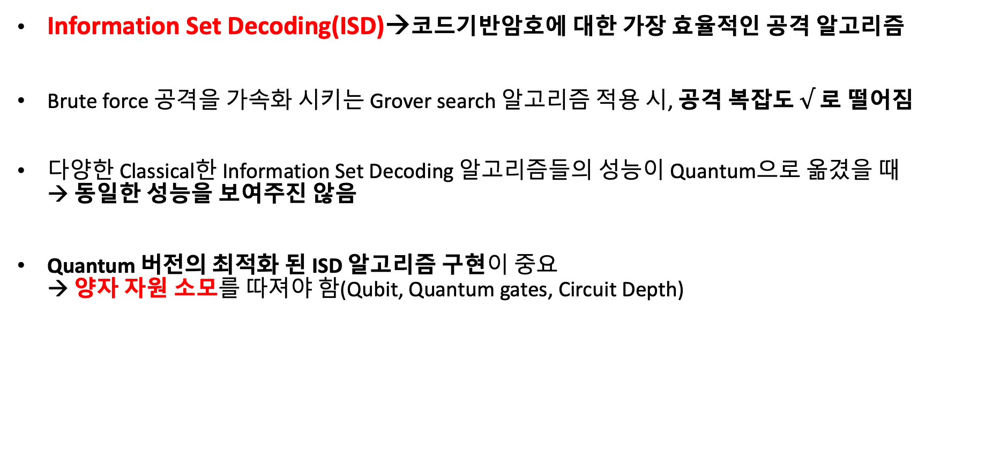 • Information Set Decoding(ISD)→코드기반암호에 대한 가장 효율적인 공격 알고리즘
• Brute force 공격을 가속화 시키는 Grover search 알고리즘 적용 시, 공격 복잡도 √ 로 떨어짐
• 다양한 Classical한 Information Set Decoding 알고리즘들의 성능이 Quantum으로 옮겼을 때
→ 동일한 성능을 보여주진 않음
• Quantum 버전의 최적화 된 ISD 알고리즘 구현이 중요
→ 양자 자원 소모를 따져야 함(Qubit, Quantum gates, Circuit Depth)